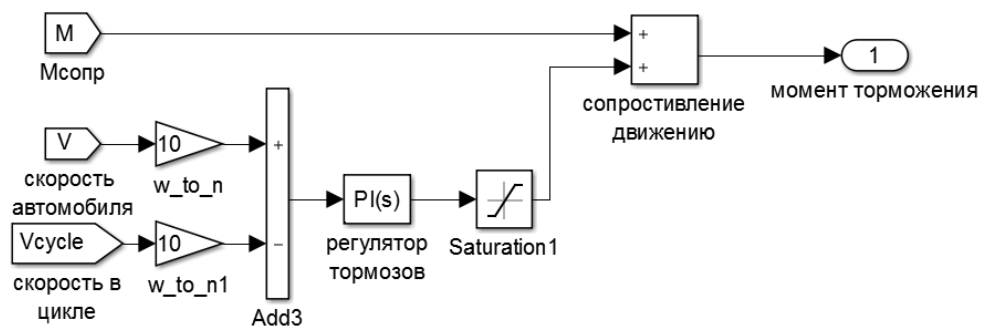 M
Мсопр
+
+
сопростивление
движению
1
момент торможения
V
скорость
автомобиля
10
w_to_n
+
−
Add3
PI(s)
регулятор
тормозов
Saturation1
Vcycle
скорость в
цикле
10
w_to_n1